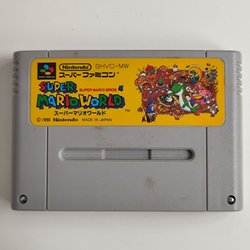 Nintendo SHVC-MW
スーパーファミコン
SUPER MARIO BROS. 4
SUPER
MARIO WORLD
スーパーマリオワールド
© 1990 Nintendo MADE IN JAPAN